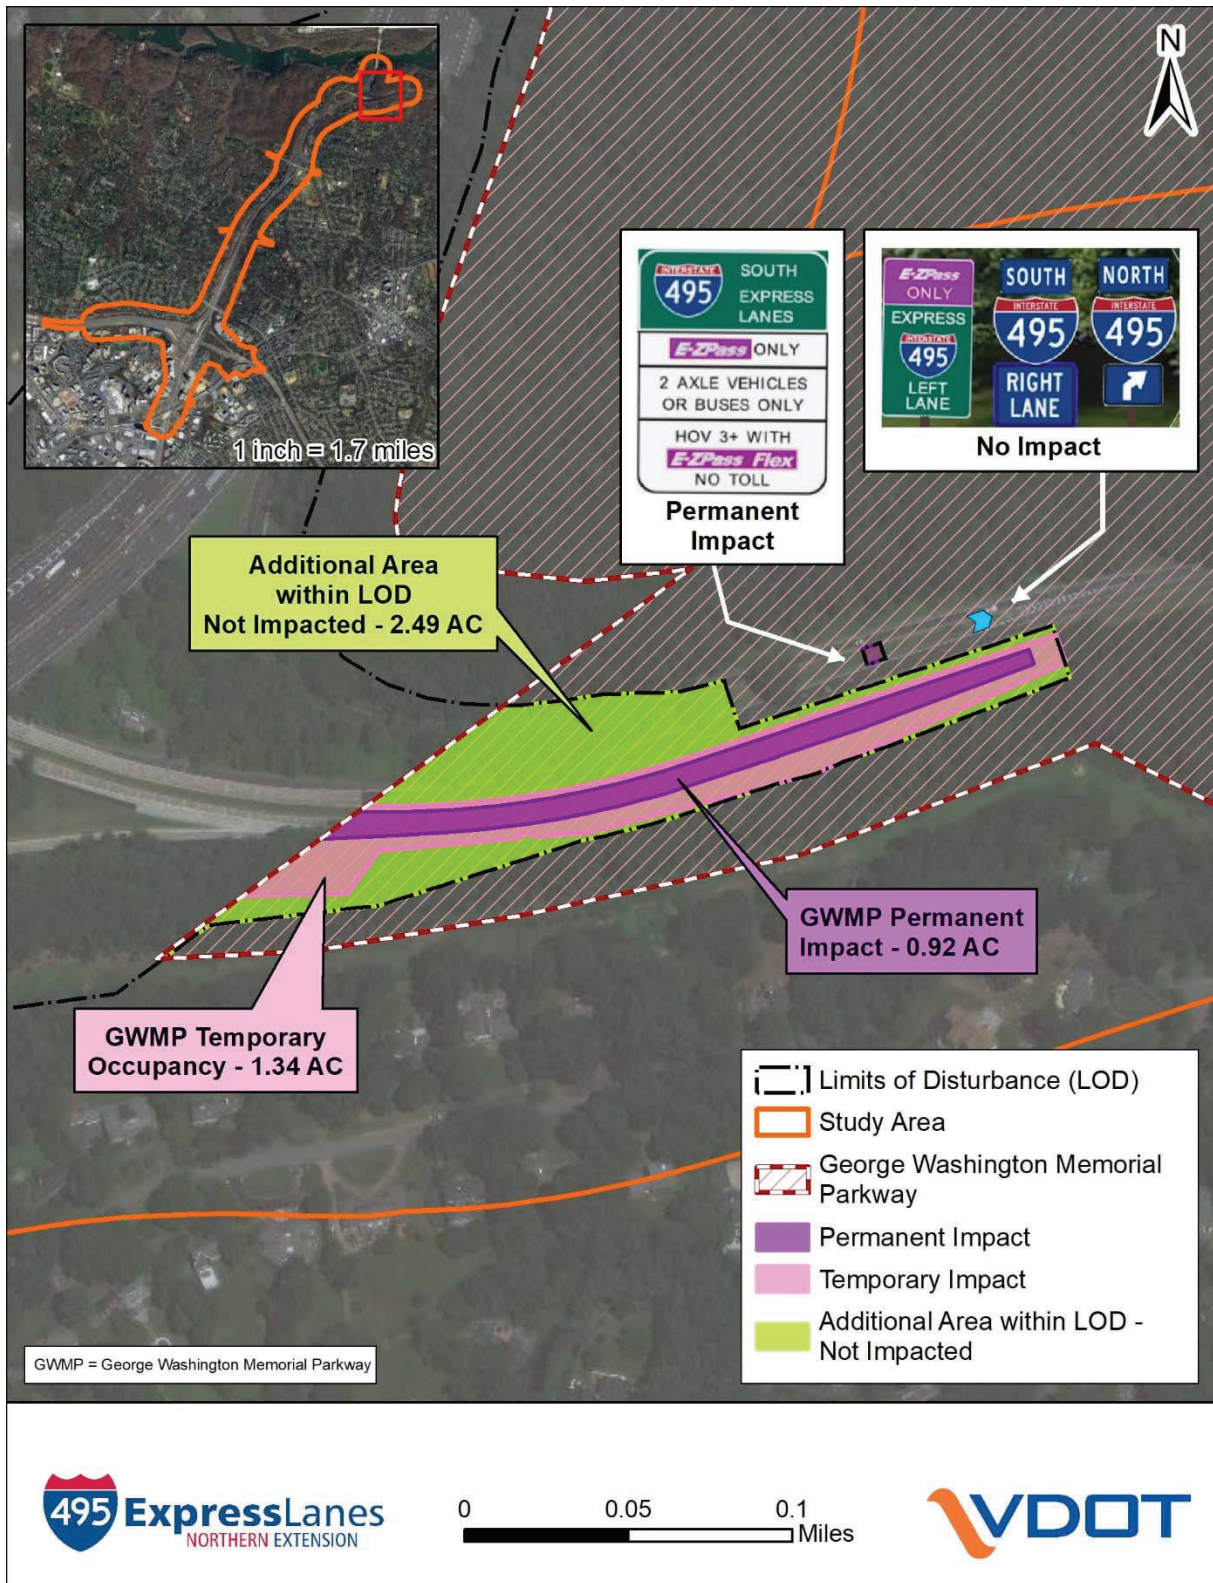 N
1 inch = 1.7 miles
INTERSTATE
495
SOUTH
EXPRESS
LANES
E-ZPass ONLY
2 AXLE VEHICLES
OR BUSES ONLY
HOV 3+ WITH
E-ZPass Flex
NO TOLL
Permanent
Impact
E-ZPass
ONLY
EXPRESS
INTERSTATE
495
LEFT
LANE
SOUTH
INTERSTATE
495
RIGHT
LANE
NORTH
INTERSTATE
495
No Impact
Additional Area
within LOD
Not Impacted - 2.49 AC
GWMP Permanent
Impact - 0.92 AC
GWMP Temporary
Occupancy - 1.34 AC
Limits of Disturbance (LOD)
Study Area
George Washington Memorial
Parkway
Permanent Impact
Temporary Impact
Additional Area within LOD -
Not Impacted
GWMP = George Washington Memorial Parkway
495 ExpressLanes
NORTHERN EXTENSION
0 0.05 0.1
Miles
VDOT